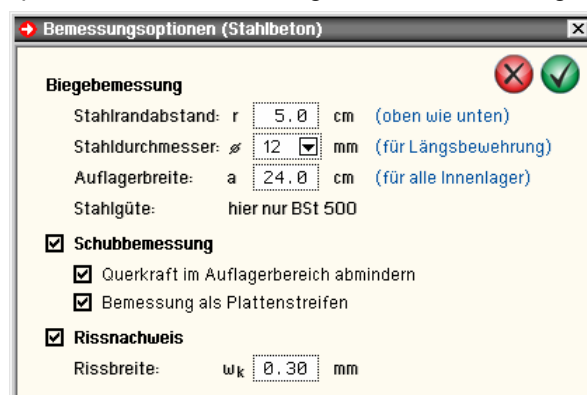 Bemessungsoptionen (Stahlbeton)
Biegebemessung
Stahlrandabstand: r 5.0 cm (oben wie unten)
Stahldurchmesser: ø 12 mm (für Längsbewehrung)
Auflagerbreite: a 24.0 cm (für alle Innenlager)
Stahlgüte: hier nur BSt 500
Schubbemessung
Querkraft im Auflagerbereich abmindern
Bemessung als Plattenstreifen
Rissnachweis
Rissbreite: wk 0.30 mm